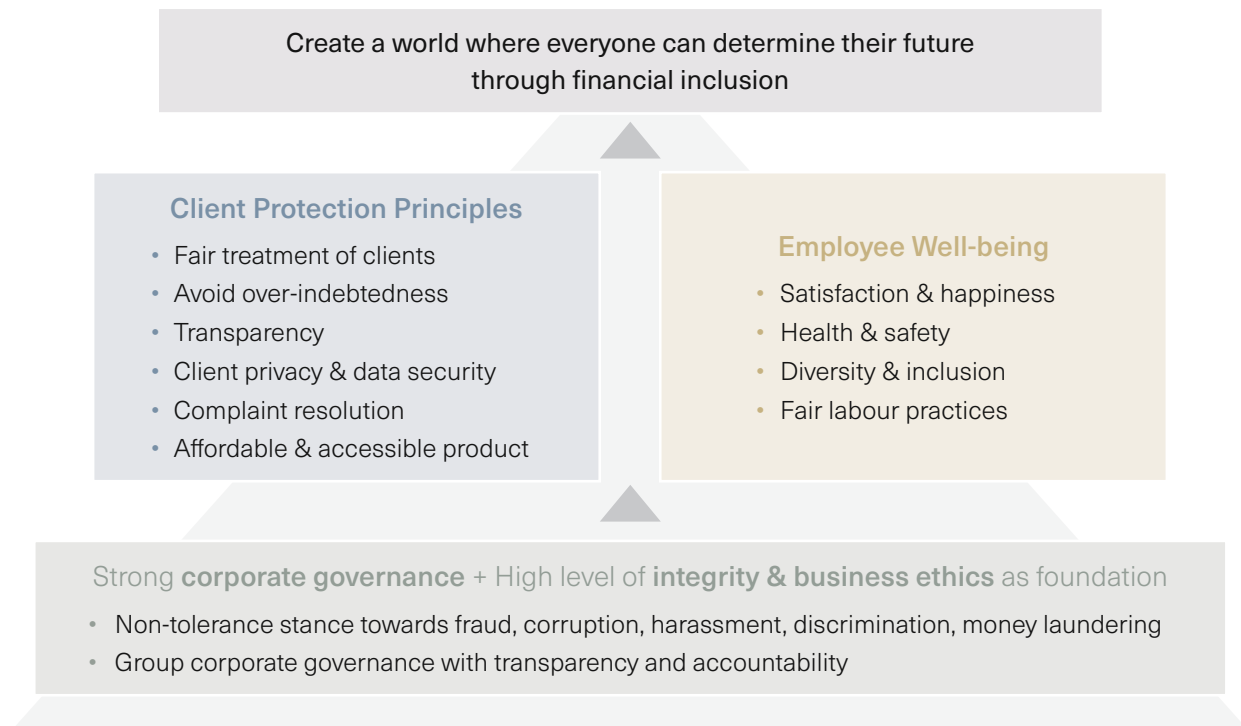 Create a world where everyone can determine their future
through financial inclusion
Client Protection Principles
• Fair treatment of clients
• Avoid over-indebtedness
• Transparency
• Client privacy & data security
• Complaint resolution
• Affordable & accessible product
Employee Well-being
• Satisfaction & happiness
• Health & safety
• Diversity & inclusion
• Fair labour practices
Strong corporate governance + High level of integrity & business ethics as foundation
• Non-tolerance stance towards fraud, corruption, harassment, discrimination, money laundering
• Group corporate governance with transparency and accountability